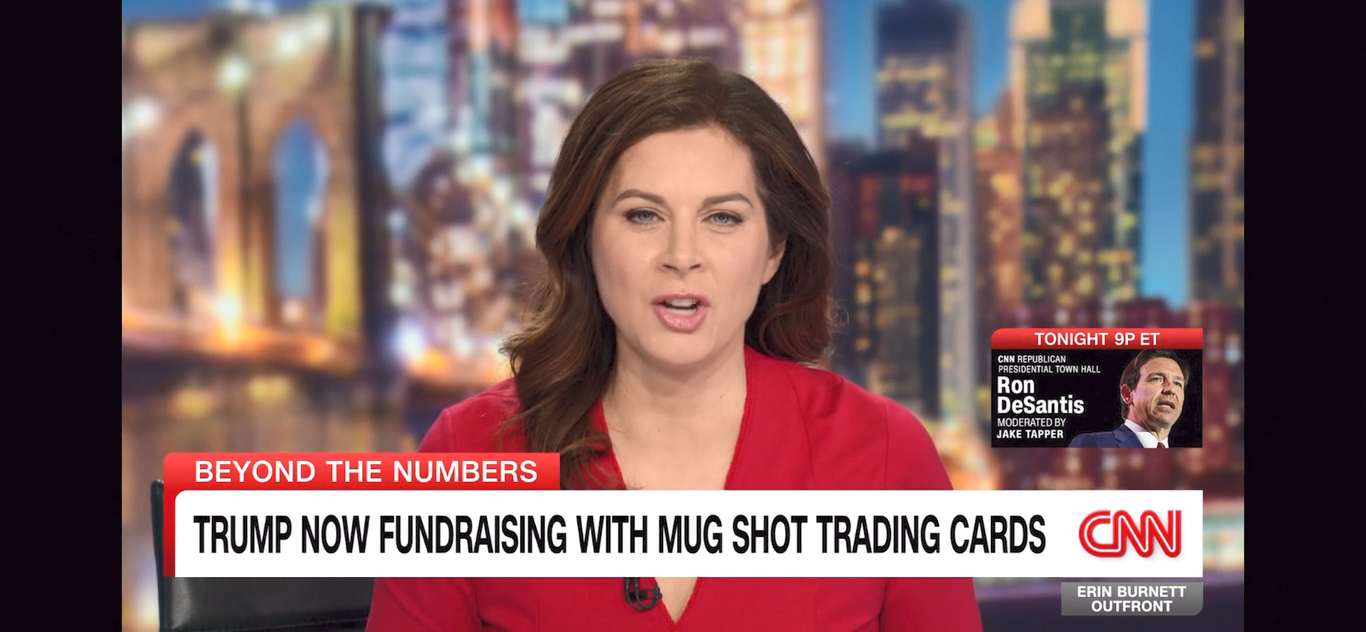 TONIGHT 9P ET
CNN REPUBLICAN
PRESIDENTIAL TOWN HALL
Ron
DeSantis
MODERATED BY
JAKE TAPPER
BEYOND THE NUMBERS
TRUMP NOW FUNDRAISING WITH MUG SHOT TRADING CARDS
CNN
ERIN BURNETT
OUTFRONT